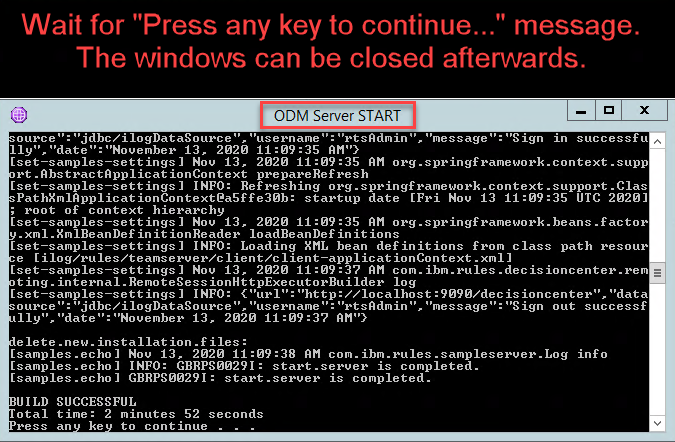 Wait for "Press any key to continue..." message.
The windows can be closed afterwards.
ODM Server START
source":"jdbc/ilogDataSource","username":"rtsAdmin","message":"Sign in successfu
lly","date":"November 13, 2020 11:09:35 AM"}
[set-samples-settings] Nov 13, 2020 11:09:35 AM org.springframework.context.supp
ort.AbstractApplicationContext prepareRefresh
[set-samples-settings] INFO: Refreshing org.springframework.context.support.Clas
sPathXmlApplicationContext@a5ffe30b: startup date [Fri Nov 13 11:09:35 UTC 2020]
; root of context hierarchy
[set-samples-settings] Nov 13, 2020 11:09:35 AM org.springframework.beans.factor
y.xml.XmlBeanDefinitionReader loadBeanDefinitions
[set-samples-settings] INFO: Loading XML bean definitions from class path resour
ce [ilog/rules/teamserver/client/client-applicationContext.xml]
[set-samples-settings] Nov 13, 2020 11:09:37 AM com.ibm.rules.decisioncenter.rem
oting.internal.RemoteSessionHttpExecutorBuilder log
[set-samples-settings] INFO: {"url":"http://localhost:9090/decisioncenter","data
source":"jdbc/ilogDataSource","username":"rtsAdmin","message":"Sign out successf
ully","date":"November 13, 2020 11:09:37 AM"}
delete.new.installation.files:
[samples.echo] Nov 13, 2020 11:09:38 AM com.ibm.rules.sampleserver.Log info
[samples.echo] INFO: GBRPS0029I: start.server is completed.
[samples.echo] GBRPS0029I: start.server is completed.
BUILD SUCCESSFUL
Total time: 2 minutes 52 seconds
Press any key to continue . . .